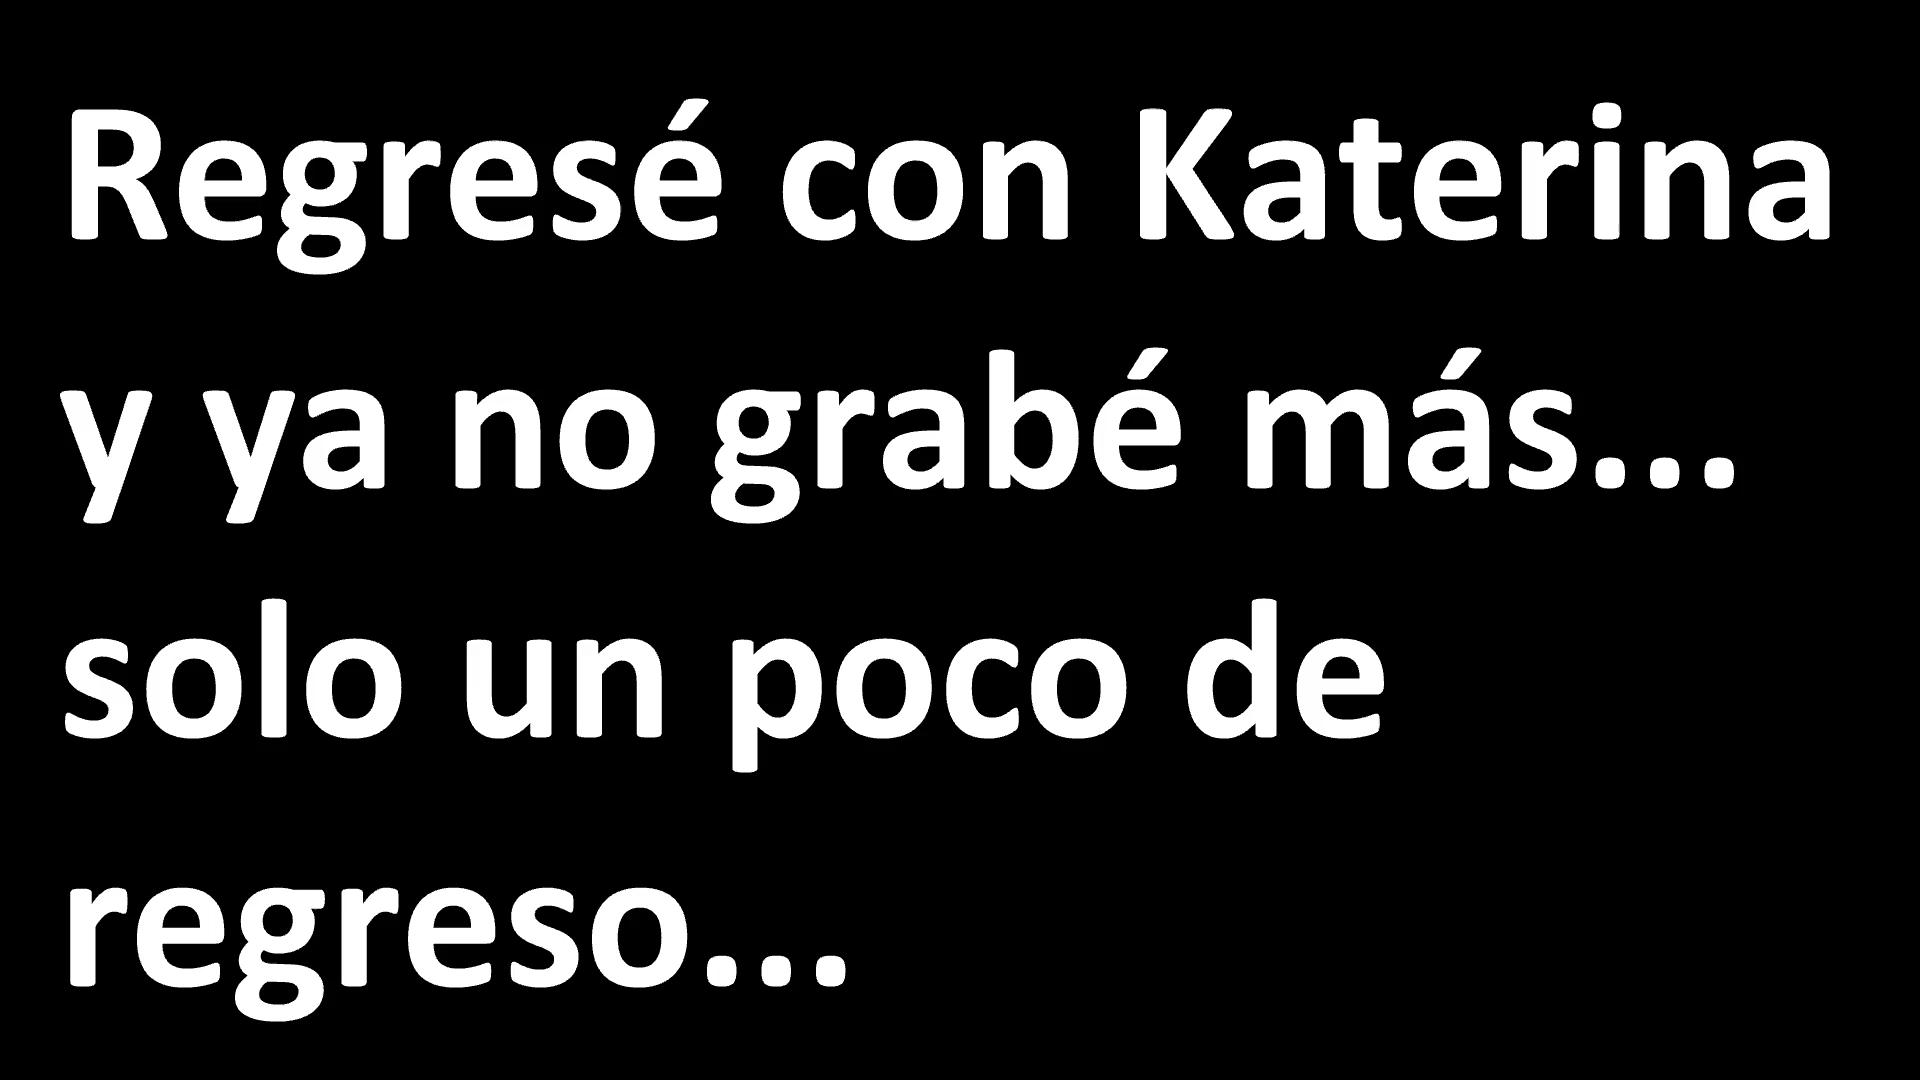 Regresé con Katerina
y ya no grabé más...
solo un poco de
regreso...